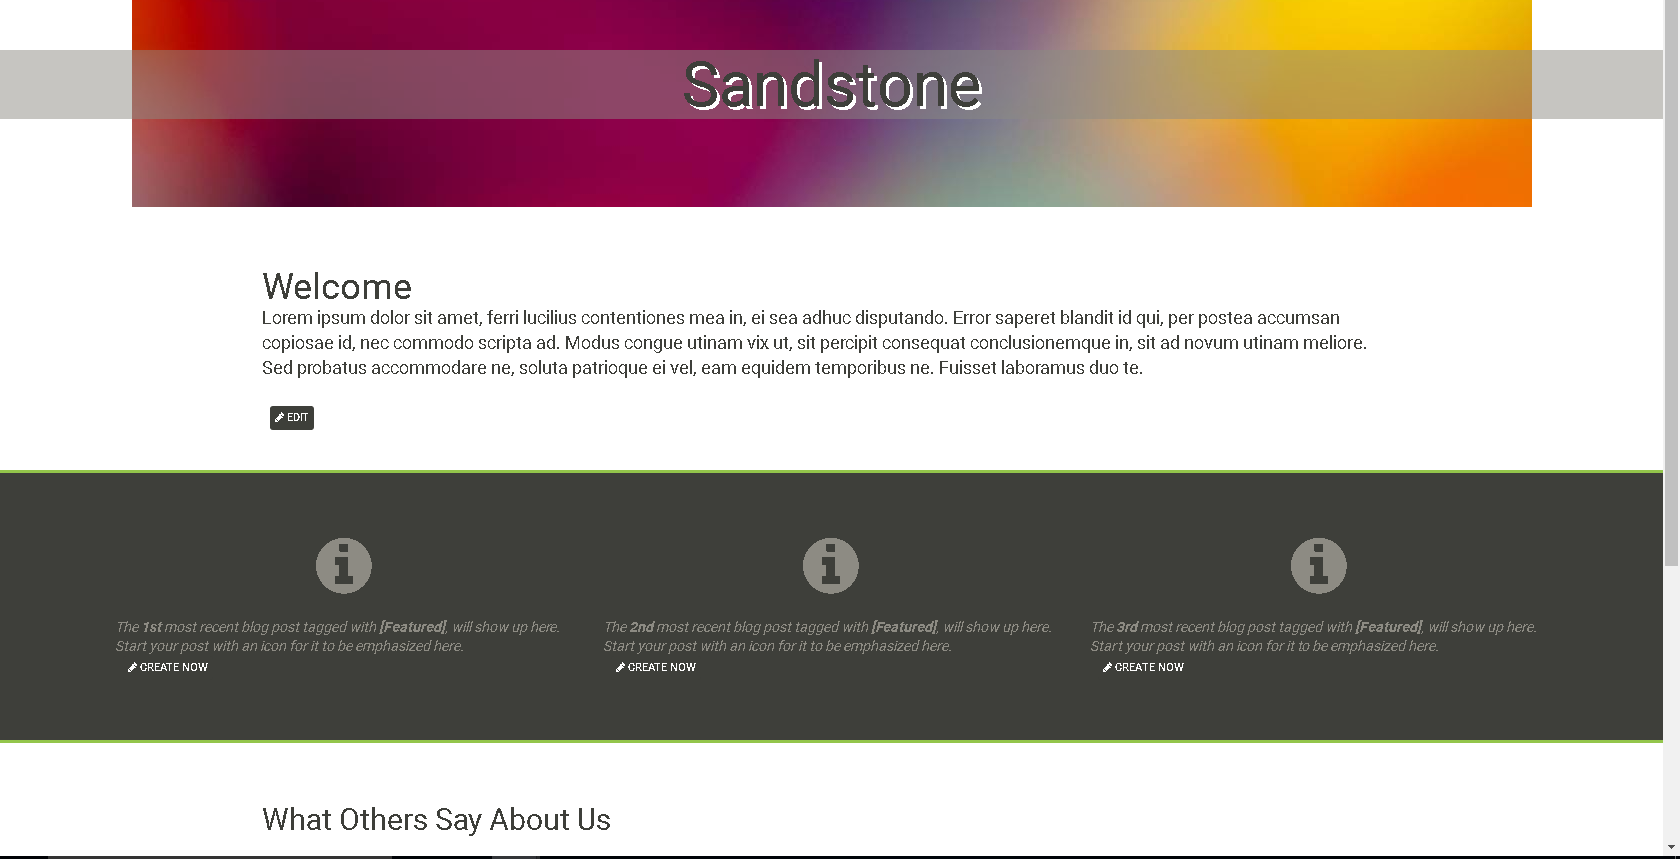 Sandstone
Welcome
Lorem ipsum dolor sit amet, ferri lucilius contentiones mea in, ei sea adhuc disputando. Error saperet blandit id qui, per postea accumsan
copiosae id, nec commodo scripta ad. Modus congue utinam vix ut, sit percipit consequat conclusionemque in, sit ad novum utinam meliore.
Sed probatus accommodare ne, soluta patrioque ei vel, eam equidem temporibus ne. Fuisset laboramus duo te.
EDIT
The 1st most recent blog post tagged with [Featured], will show up here.
Start your post with an icon for it to be emphasized here.
CREATE NOW
The 2nd most recent blog post tagged with [Featured], will show up here.
Start your post with an icon for it to be emphasized here.
CREATE NOW
The 3rd most recent blog post tagged with [Featured], will show up here.
Start your post with an icon for it to be emphasized here.
CREATE NOW
What Others Say About Us